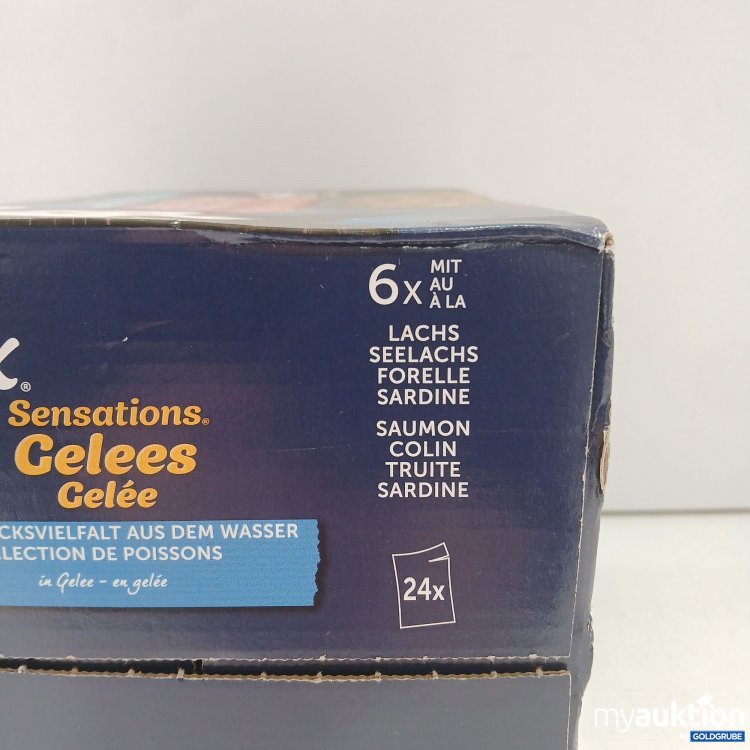 x®
Sensations®
Gelees
Gelée
CKSVIELFALT AUS DEM WASSER
LLECTION DE POISSONS
in Gelee – en gelée
6x MIT
AU
À LA
LACHS
SEELACHS
FORELLE
SARDINE
SAUMON
COLIN
TRUITE
SARDINE
24x
myauktion
by GOLDGRUBE